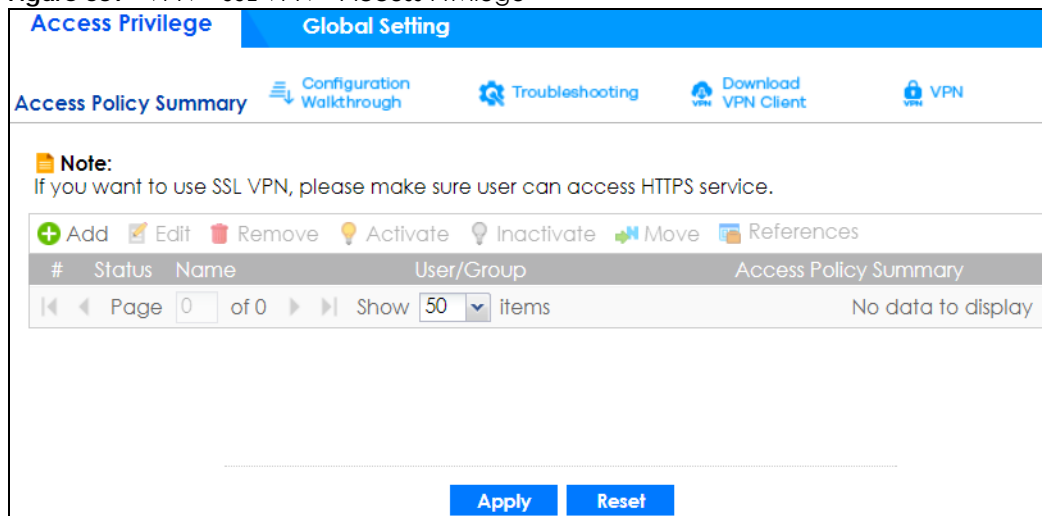 Access Privilege Global Setting
Access Policy Summary Configuration Walkthrough Troubleshooting Download VPN Client VPN
Note:
If you want to use SSL VPN, please make sure user can access HTTPS service.
Add Edit Remove Activate Inactivate Move References
# Status Name User/Group Access Policy Summary
Page 0 of 0 Show 50 items No data to display
Apply Reset